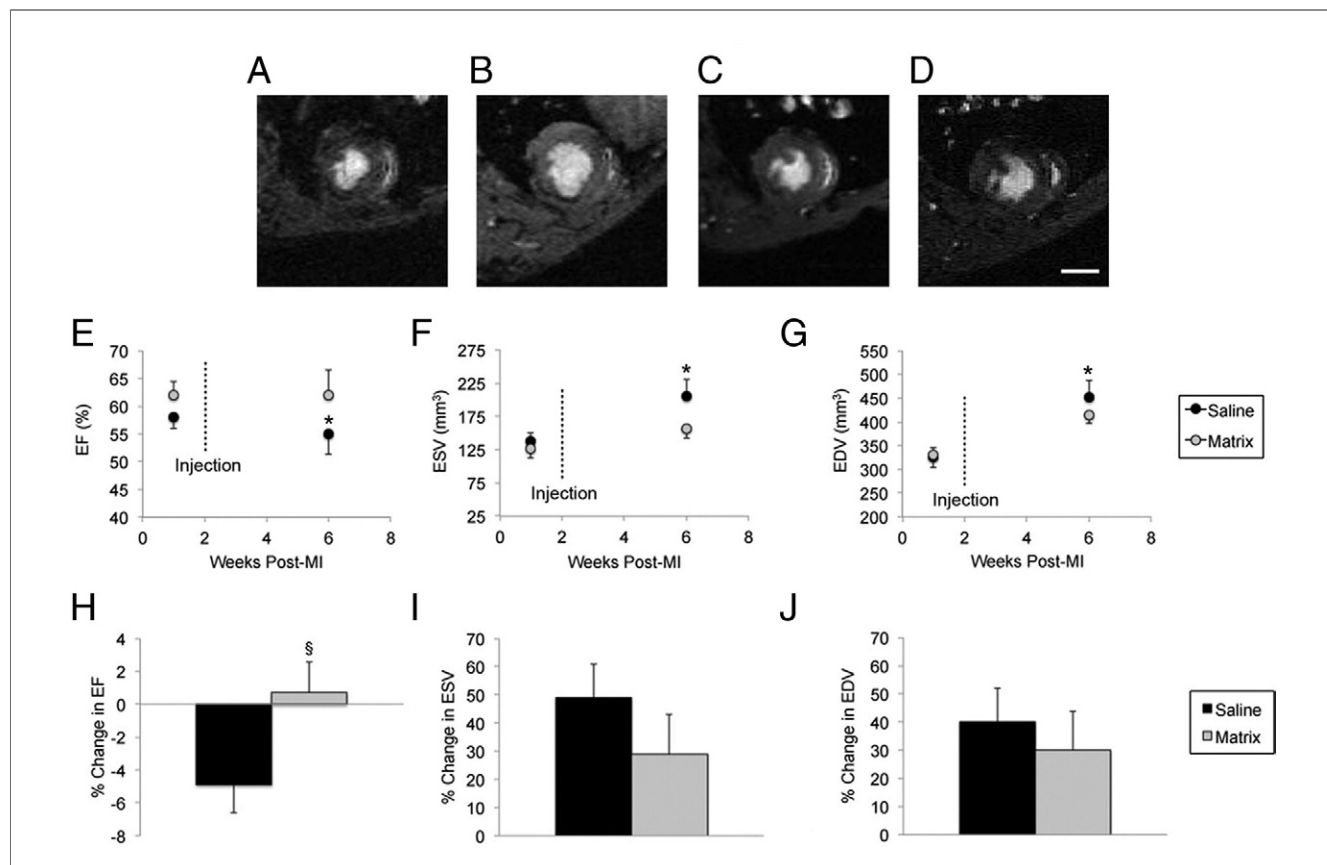 A
B
C
D
E
70
65
60
55
50
45
40
EF (%)
*
Injection
0
2
4
6
8
Weeks Post-MI
F
275
225
175
125
75
25
ESV (mm³)
*
Injection
0
2
4
6
8
Weeks Post-MI
G
550
500
450
400
350
300
250
200
EDV (mm³)
*
Injection
0
2
4
6
8
Weeks Post-MI
Saline
Matrix
H
4
2
0
-2
-4
-6
-8
% Change in EF
§
I
70
60
50
40
30
20
10
0
% Change in ESV
J
70
60
50
40
30
20
10
0
% Change in EDV
Saline
Matrix